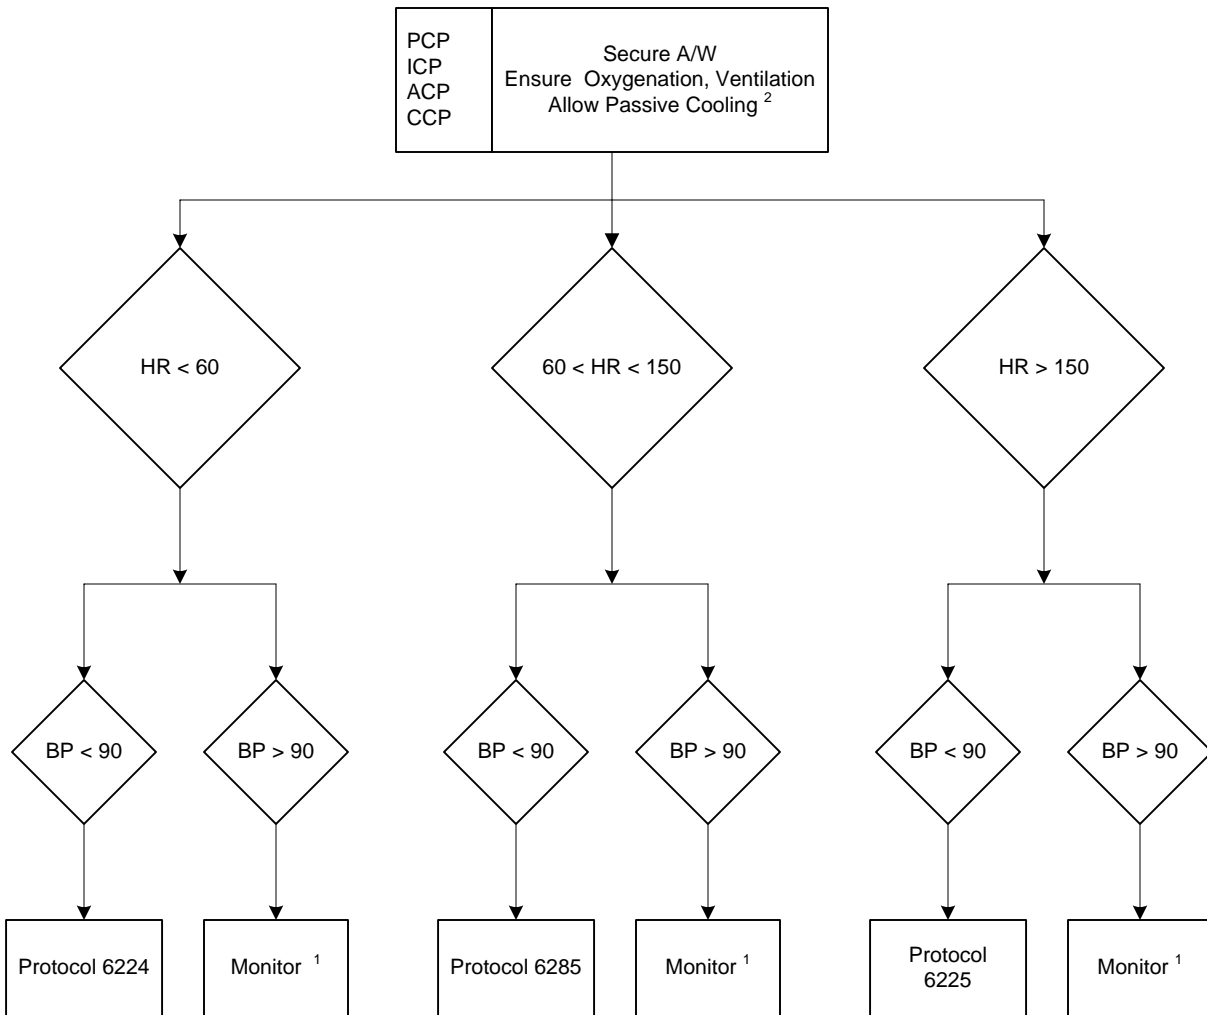 PCP
ICP
ACP
CCP
Secure A/W
Ensure Oxygenation, Ventilation
Allow Passive Cooling 2
HR < 60
60 < HR < 150
HR > 150
BP < 90
BP > 90
BP < 90
BP > 90
BP < 90
BP > 90
Protocol 6224
Monitor 1
Protocol 6285
Monitor 1
Protocol
6225
Monitor 1